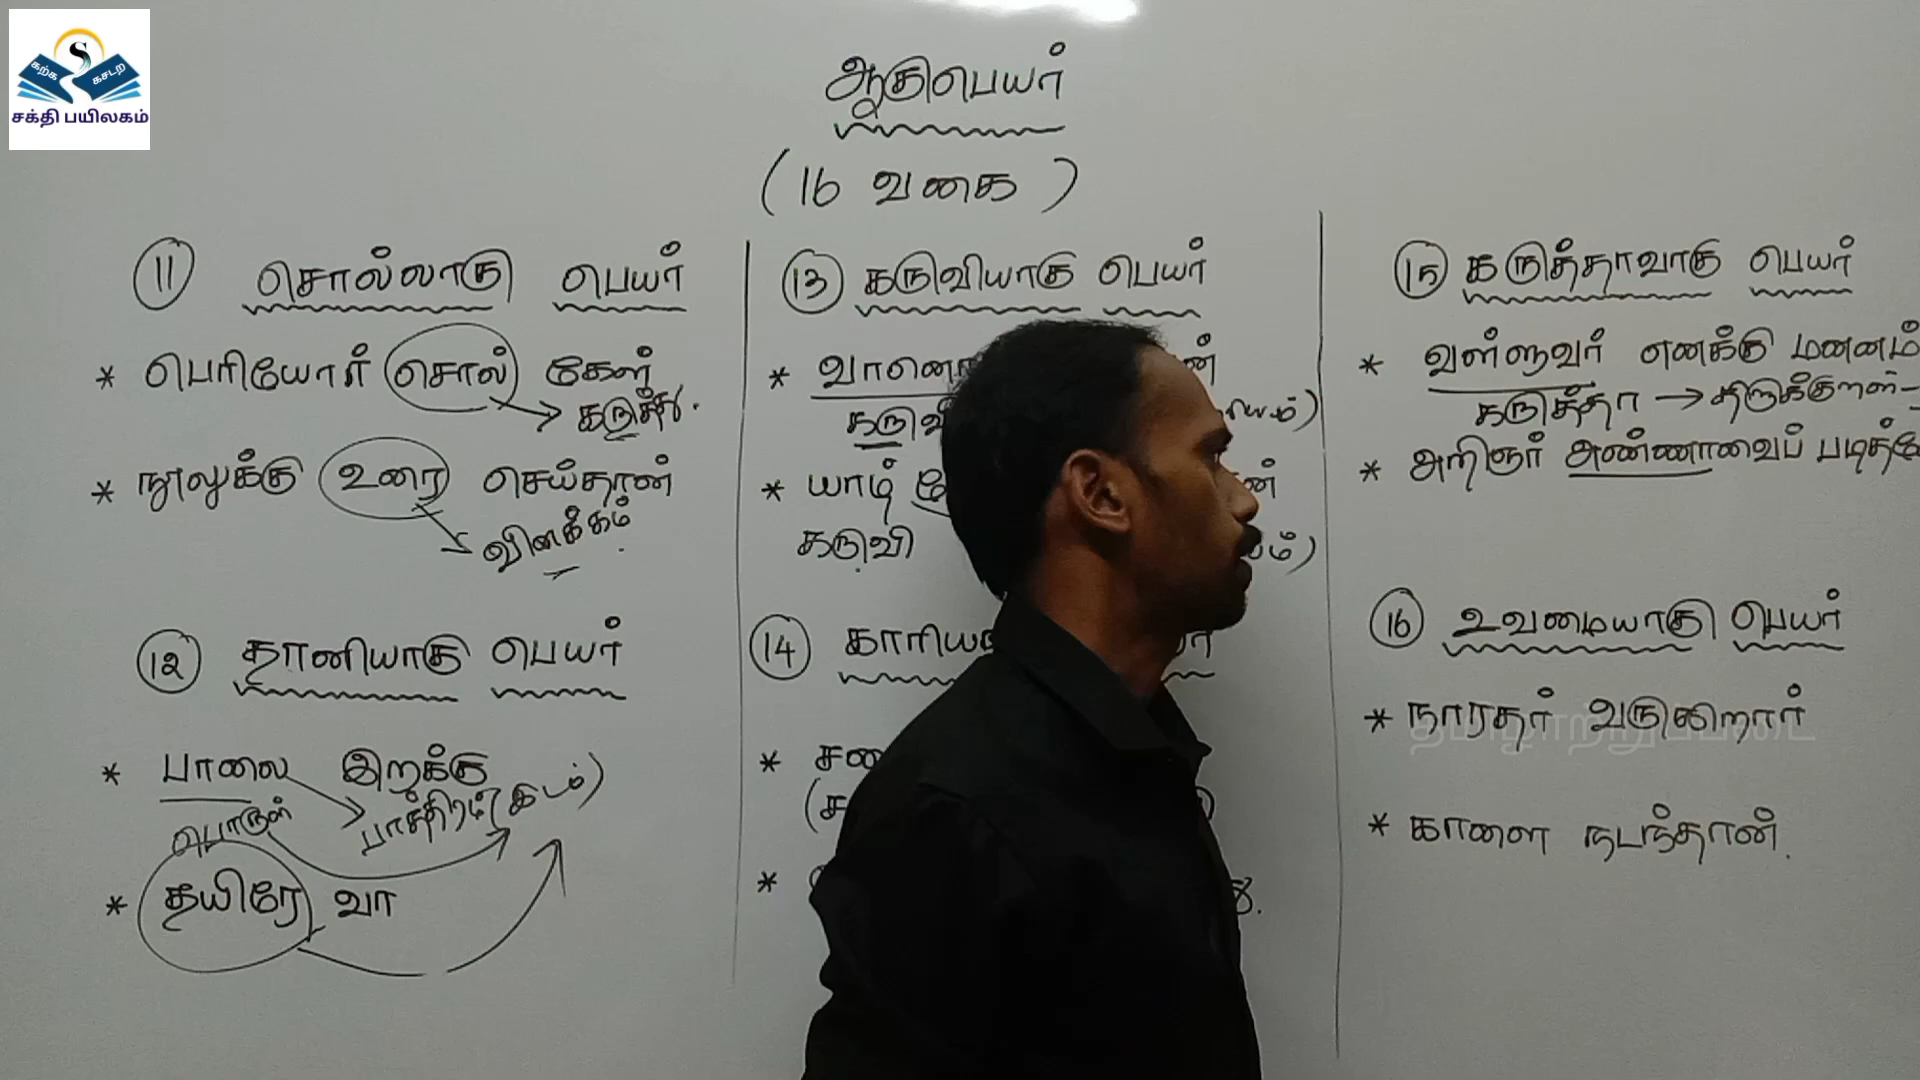 கற்க கசடற
சக்தி பயிலகம்
ஆகுபெயர்
(16 வகை)
11 சொல்லாகு பெயர்
* பெரியோர் சொல் கேள்
கருத்து.
* நூலுக்கு உரை செய்தான்
விளக்கம்.
12 தானியாகு பெயர்
* பாலை இறக்கு
பொருள் பாத்திரம் (இடம்)
* தயிரே வா
13 கருவியாகு பெயர்
*
* யாழ்
கருவி
14
*
*
15 கருத்தாவாகு பெயர்
* வள்ளுவர் எனக்கு மனனம்
கருத்தா → திருக்குறள்
* அறிஞர் அண்ணாவைப்
16 உவமையாகு பெயர்
* நாரதர் வருகிறார்
* காளை நடந்தான்.